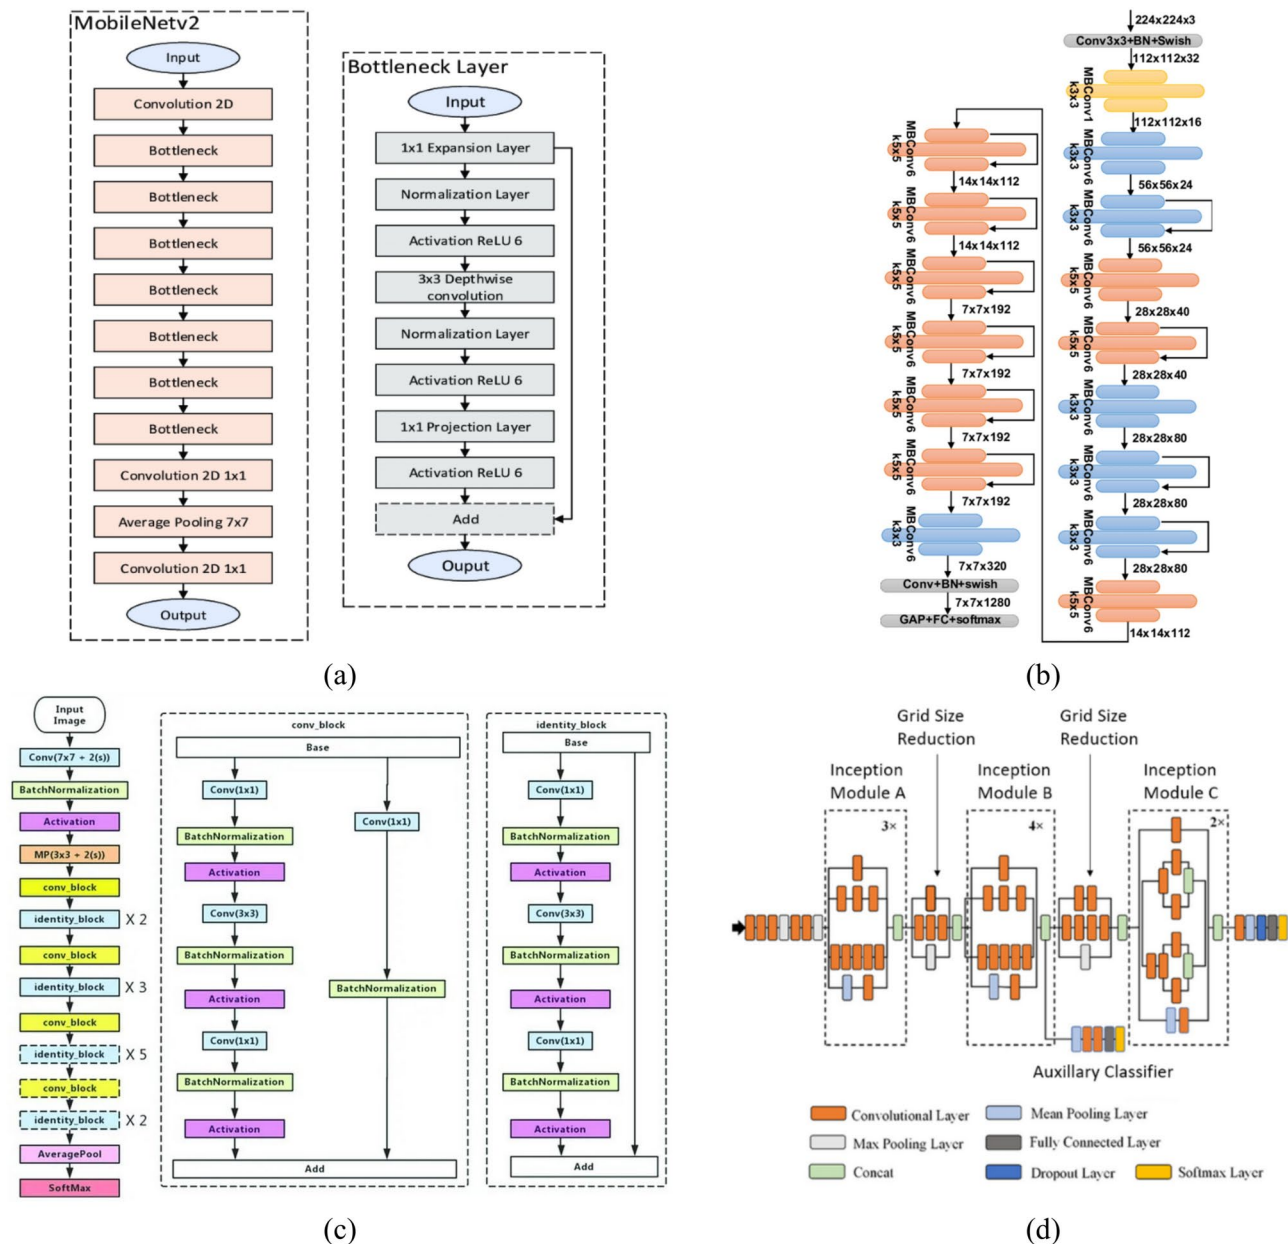 MobileNetv2
Input
Convolution 2D
Bottleneck
Bottleneck
Bottleneck
Bottleneck
Bottleneck
Bottleneck
Bottleneck
Convolution 2D 1x1
Average Pooling 7x7
Convolution 2D 1x1
Output
Bottleneck Layer
Input
1x1 Expansion Layer
Normalization Layer
Activation ReLU 6
3x3 Depthwise
convolution
Normalization Layer
Activation ReLU 6
1x1 Projection Layer
Activation ReLU 6
Add
Ouput
(a)
224x224x3
Conv3x3+BN+Swish
112x112x32
MBConv1
k3x3
112x112x16
MBConv6
k3x3
56x56x24
MBConv6
k3x3
56x56x24
MBConv6
k5x5
28x28x40
MBConv6
k5x5
28x28x40
MBConv6
k3x3
28x28x80
MBConv6
k3x3
28x28x80
MBConv6
k3x3
28x28x80
MBConv6
k5x5
14x14x112
MBConv6
k5x5
14x14x112
MBConv6
k5x5
14x14x112
MBConv6
k5x5
7x7x192
MBConv6
k5x5
7x7x192
MBConv6
k5x5
7x7x192
MBConv6
k5x5
7x7x192
MBConv6
k3x3
7x7x320
Conv+BN+swish
7x7x1280
GAP+FC+softmax
(b)
Input
Image
Conv(7x7 + 2(s))
BatchNormalization
Activation
MP(3x3 + 2(s))
conv_block
identity_block X 2
conv_block
identity_block X 3
conv_block
identity_block X 5
conv_block
identity_block X 2
AveragePool
SoftMax
conv_block
Base
Conv(1x1)
BatchNormalization
Activation
Conv(3x3)
BatchNormalization
Activation
Conv(1x1)
BatchNormalization
Activation
Conv(1x1)
BatchNormalization
Add
identity_block
Base
Conv(1x1)
BatchNormalization
Activation
Conv(3x3)
BatchNormalization
Activation
Conv(1x1)
BatchNormalization
Activation
Add
(c)
Grid Size
Reduction
Grid Size
Reduction
Inception
Module A
Inception
Module B
Inception
Module C
3×
4×
2×
Auxillary Classifier
Convolutional Layer
Mean Pooling Layer
Max Pooling Layer
Fully Connected Layer
Concat
Dropout Layer
Softmax Layer
(d)